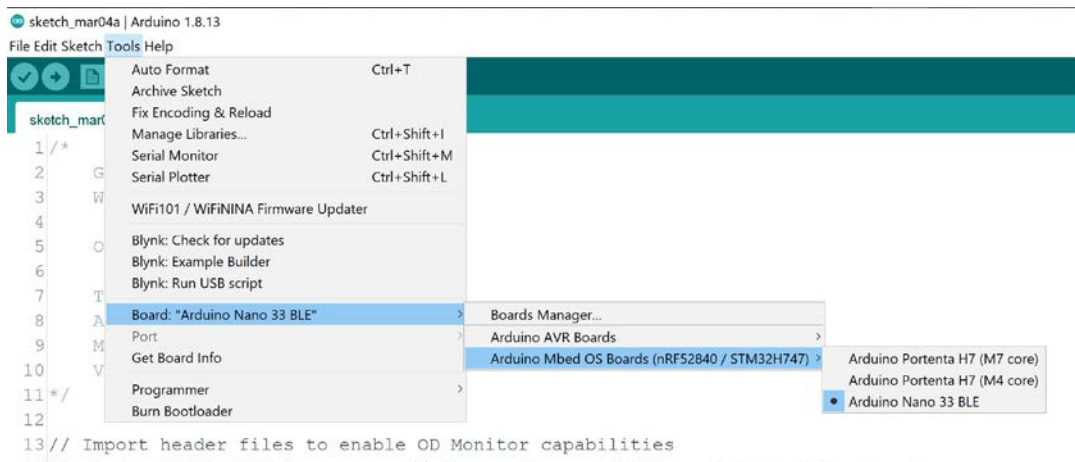 sketch_mar04a | Arduino 1.8.13
File Edit Sketch Tools Help
Auto Format Ctrl+T
Archive Sketch
sketch_mar0 Fix Encoding & Reload
Manage Libraries... Ctrl+Shift+I
1 /*
Serial Monitor Ctrl+Shift+M
2 G Serial Plotter Ctrl+Shift+L
3 W
WiFi101 / WiFiNINA Firmware Updater
4
5 O Blynk: Check for updates
6 Blynk: Example Builder
7 T Blynk: Run USB script
8 A Board: "Arduino Nano 33 BLE" > Boards Manager...
9 M Port > Arduino AVR Boards >
10 V Get Board Info Arduino Mbed OS Boards (nRF52840 / STM32H747) > Arduino Portenta H7 (M7 core)
Arduino Portenta H7 (M4 core)
11 */ Programmer >
Burn Bootloader • Arduino Nano 33 BLE
12
13 // Import header files to enable OD Monitor capabilities